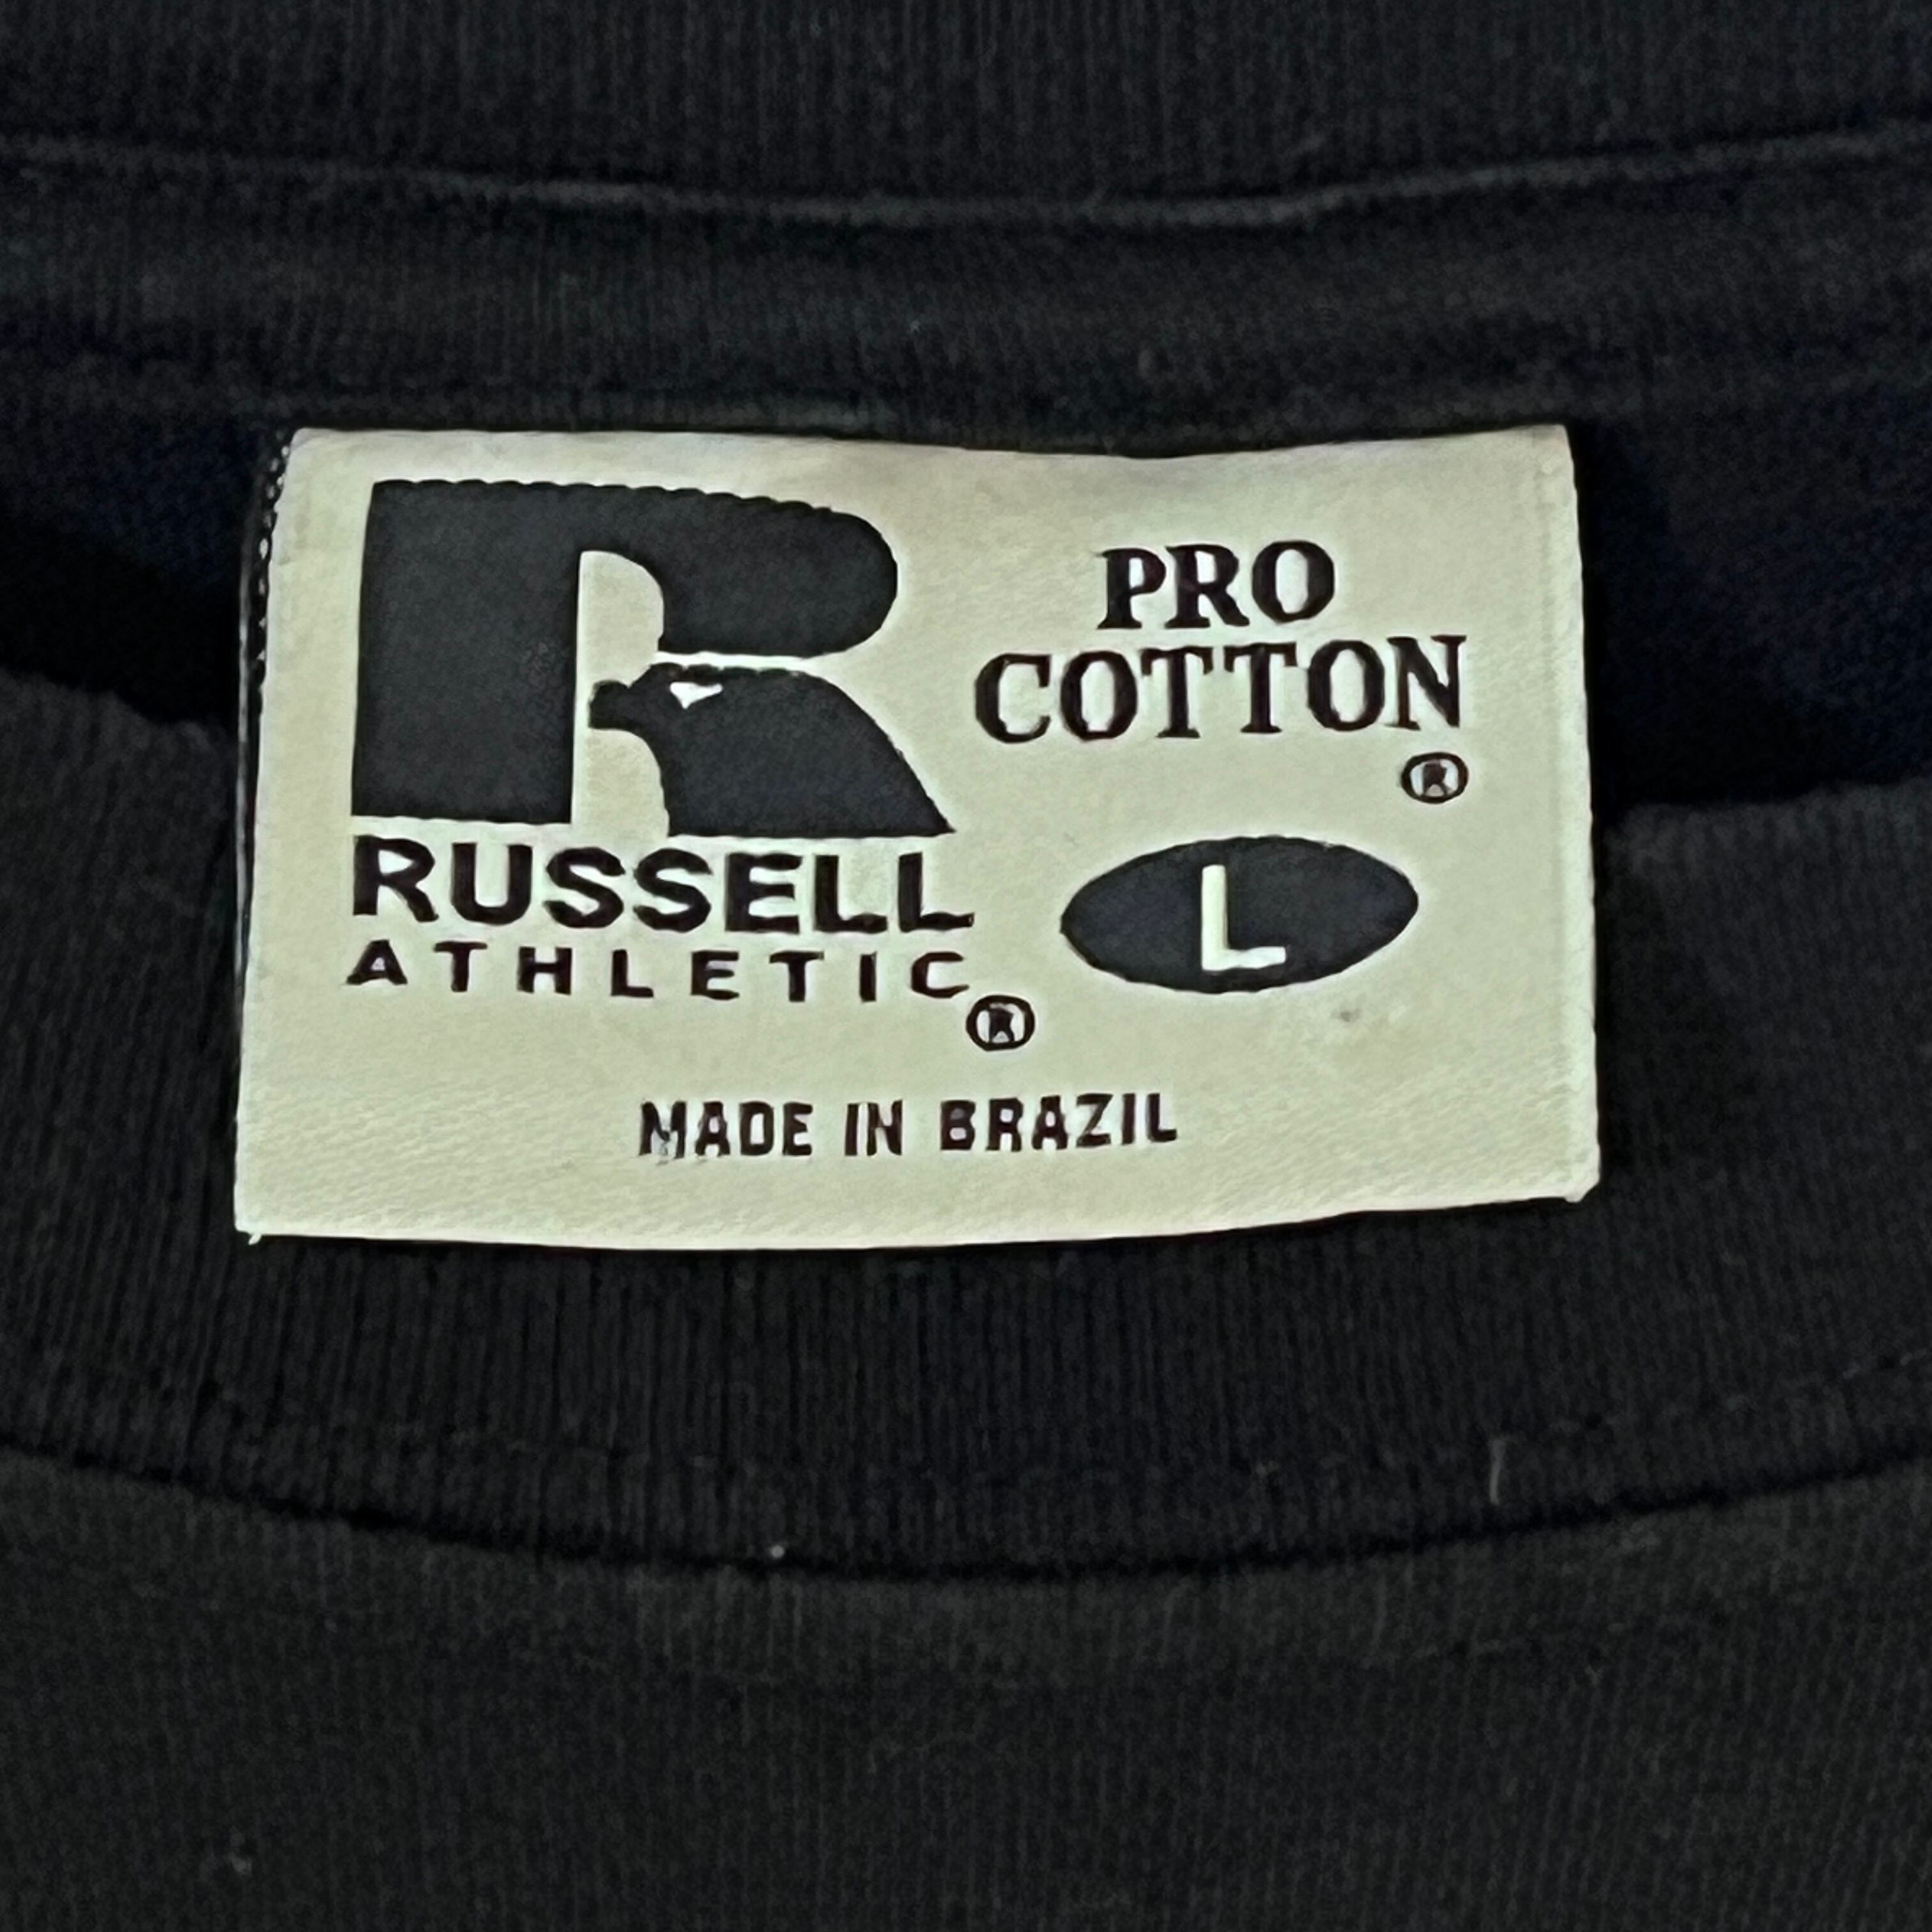 R
RUSSELL
ATHLETIC®
PRO
COTTON
®
L
MADE IN BRAZIL